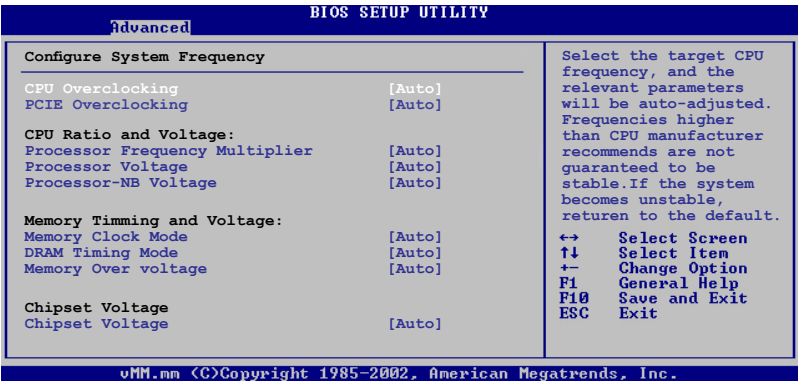 BIOS SETUP UTILITY
Advanced
Configure System Frequency
CPU Overclocking [Auto]
PCIE Overclocking [Auto]
CPU Ratio and Voltage:
Processor Frequency Multiplier [Auto]
Processor Voltage [Auto]
Processor-NB Voltage [Auto]
Memory Timming and Voltage:
Memory Clock Mode [Auto]
DRAM Timing Mode [Auto]
Memory Over voltage [Auto]
Chipset Voltage
Chipset Voltage [Auto]
Select the target CPU
frequency, and the
relevant parameters
will be auto-adjusted.
Frequencies higher
than CPU manufacturer
recommends are not
guaranteed to be
stable.If the system
becomes unstable,
returen to the default.
←→ Select Screen
↑↓ Select Item
+- Change Option
F1 General Help
F10 Save and Exit
ESC Exit
vMM.mm (C)Copyright 1985-2002, American Megatrends, Inc.